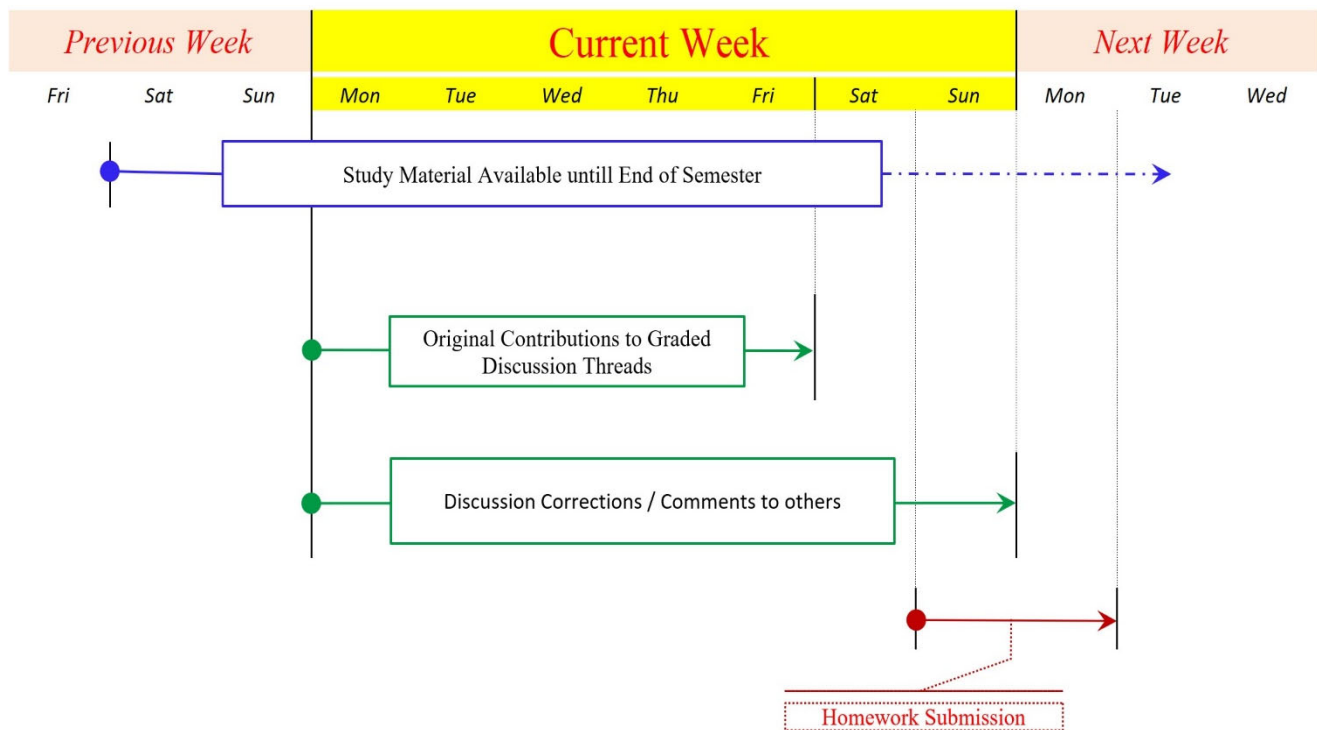 Previous Week
Current Week
Next Week
Fri Sat Sun Mon Tue Wed Thu Fri Sat Sun Mon Tue Wed
Study Material Available untill End of Semester
Original Contributions to Graded
Discussion Threads
Discussion Corrections / Comments to others
Homework Submission